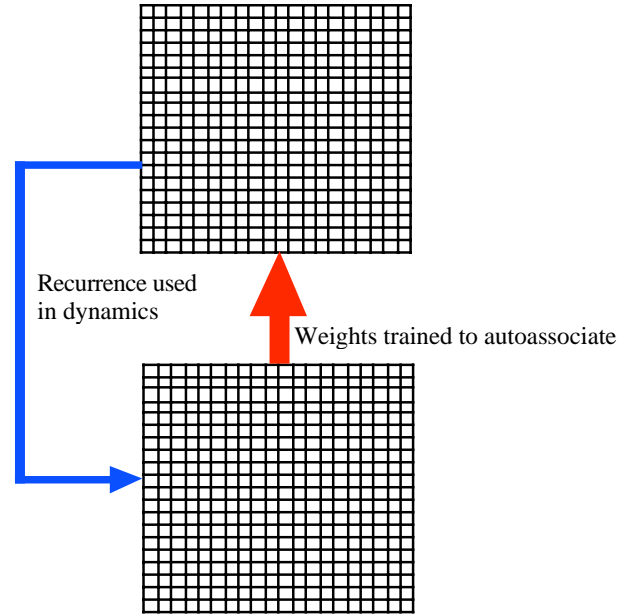 Recurrence used
in dynamics
Weights trained to autoassociate